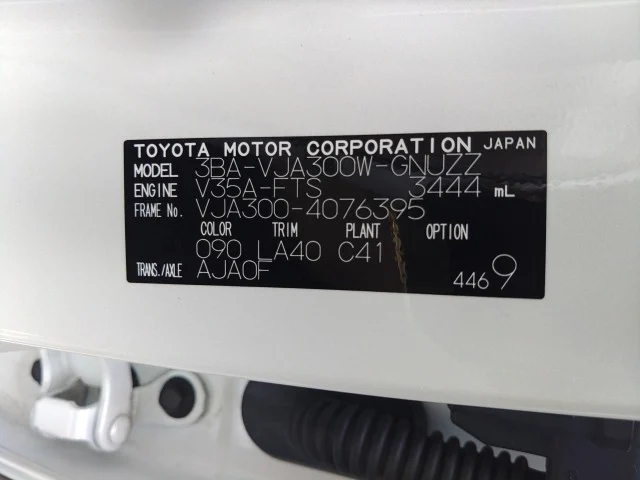 TOYOTA MOTOR CORPORATION JAPAN
MODEL 3BA-VJA300W-GNUZZ
ENGINE V35A-FTS 3444 mL
FRAME No. VJA300-4076395
COLOR TRIM PLANT OPTION
090 LA40 C41
TRANS./AXLE AJA0F
4469